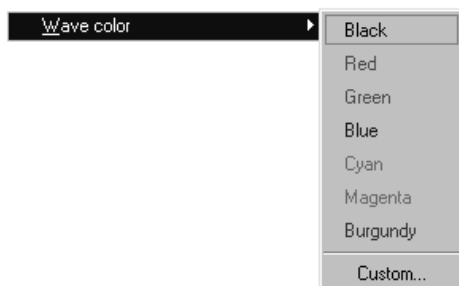 Wave color
Black
Red
Green
Blue
Cyan
Magenta
Burgundy
Custom...